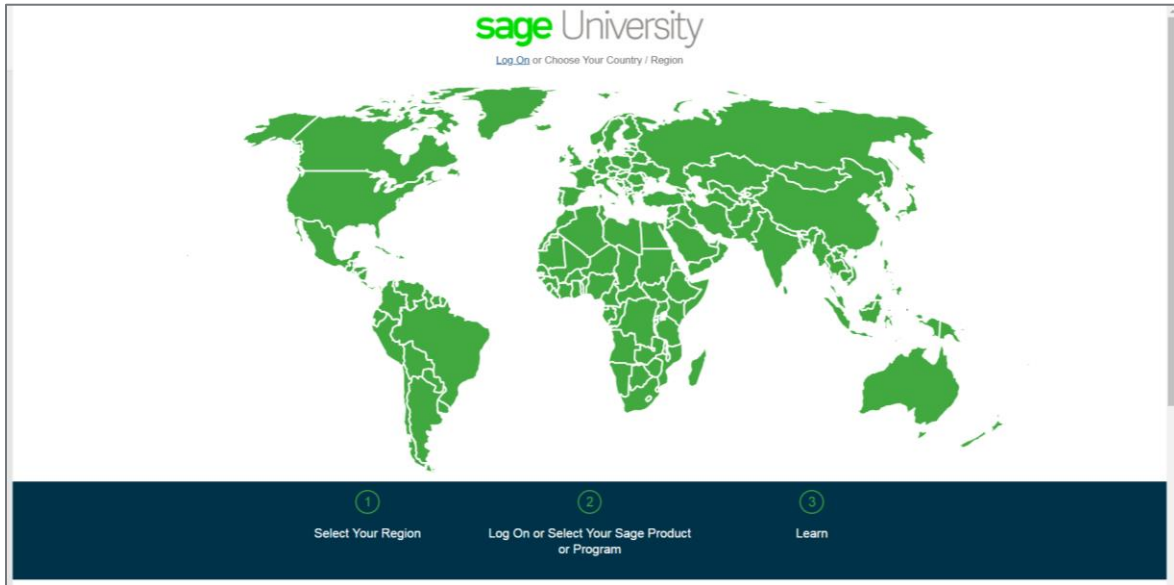 sage University
Log On or Choose Your Country / Region
1
2
3
Select Your Region
Log On or Select Your Sage Product
or Program
Learn